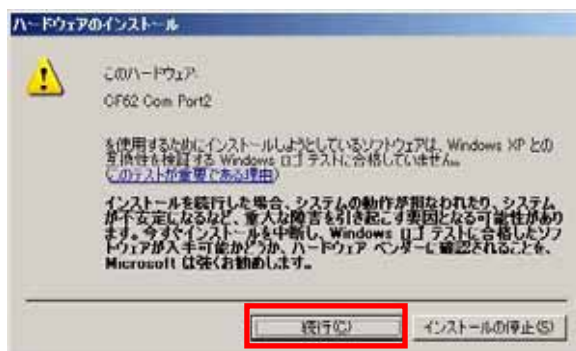 ハードウェアのインストール
このハードウェア:
CF62 Com Port2
を使用するためにインストールしようとしているソフトウェアは、Windows XP との
互換性を検証する Windows ロゴ テストに合格していません。
(このテストが重要である理由)
インストールを続行した場合、システムの動作が損なわれたり、システム
が不安定になるなど、重大な障害を引き起こす要因となる可能性があり
ます。今すぐインストールを中断し、Windows ロゴ テストに合格したソフ
トウェアが入手可能かどうか、ハードウェア ベンダーに確認されることを、
Microsoft は強くお勧めします。
続行(C)
インストールの停止(S)